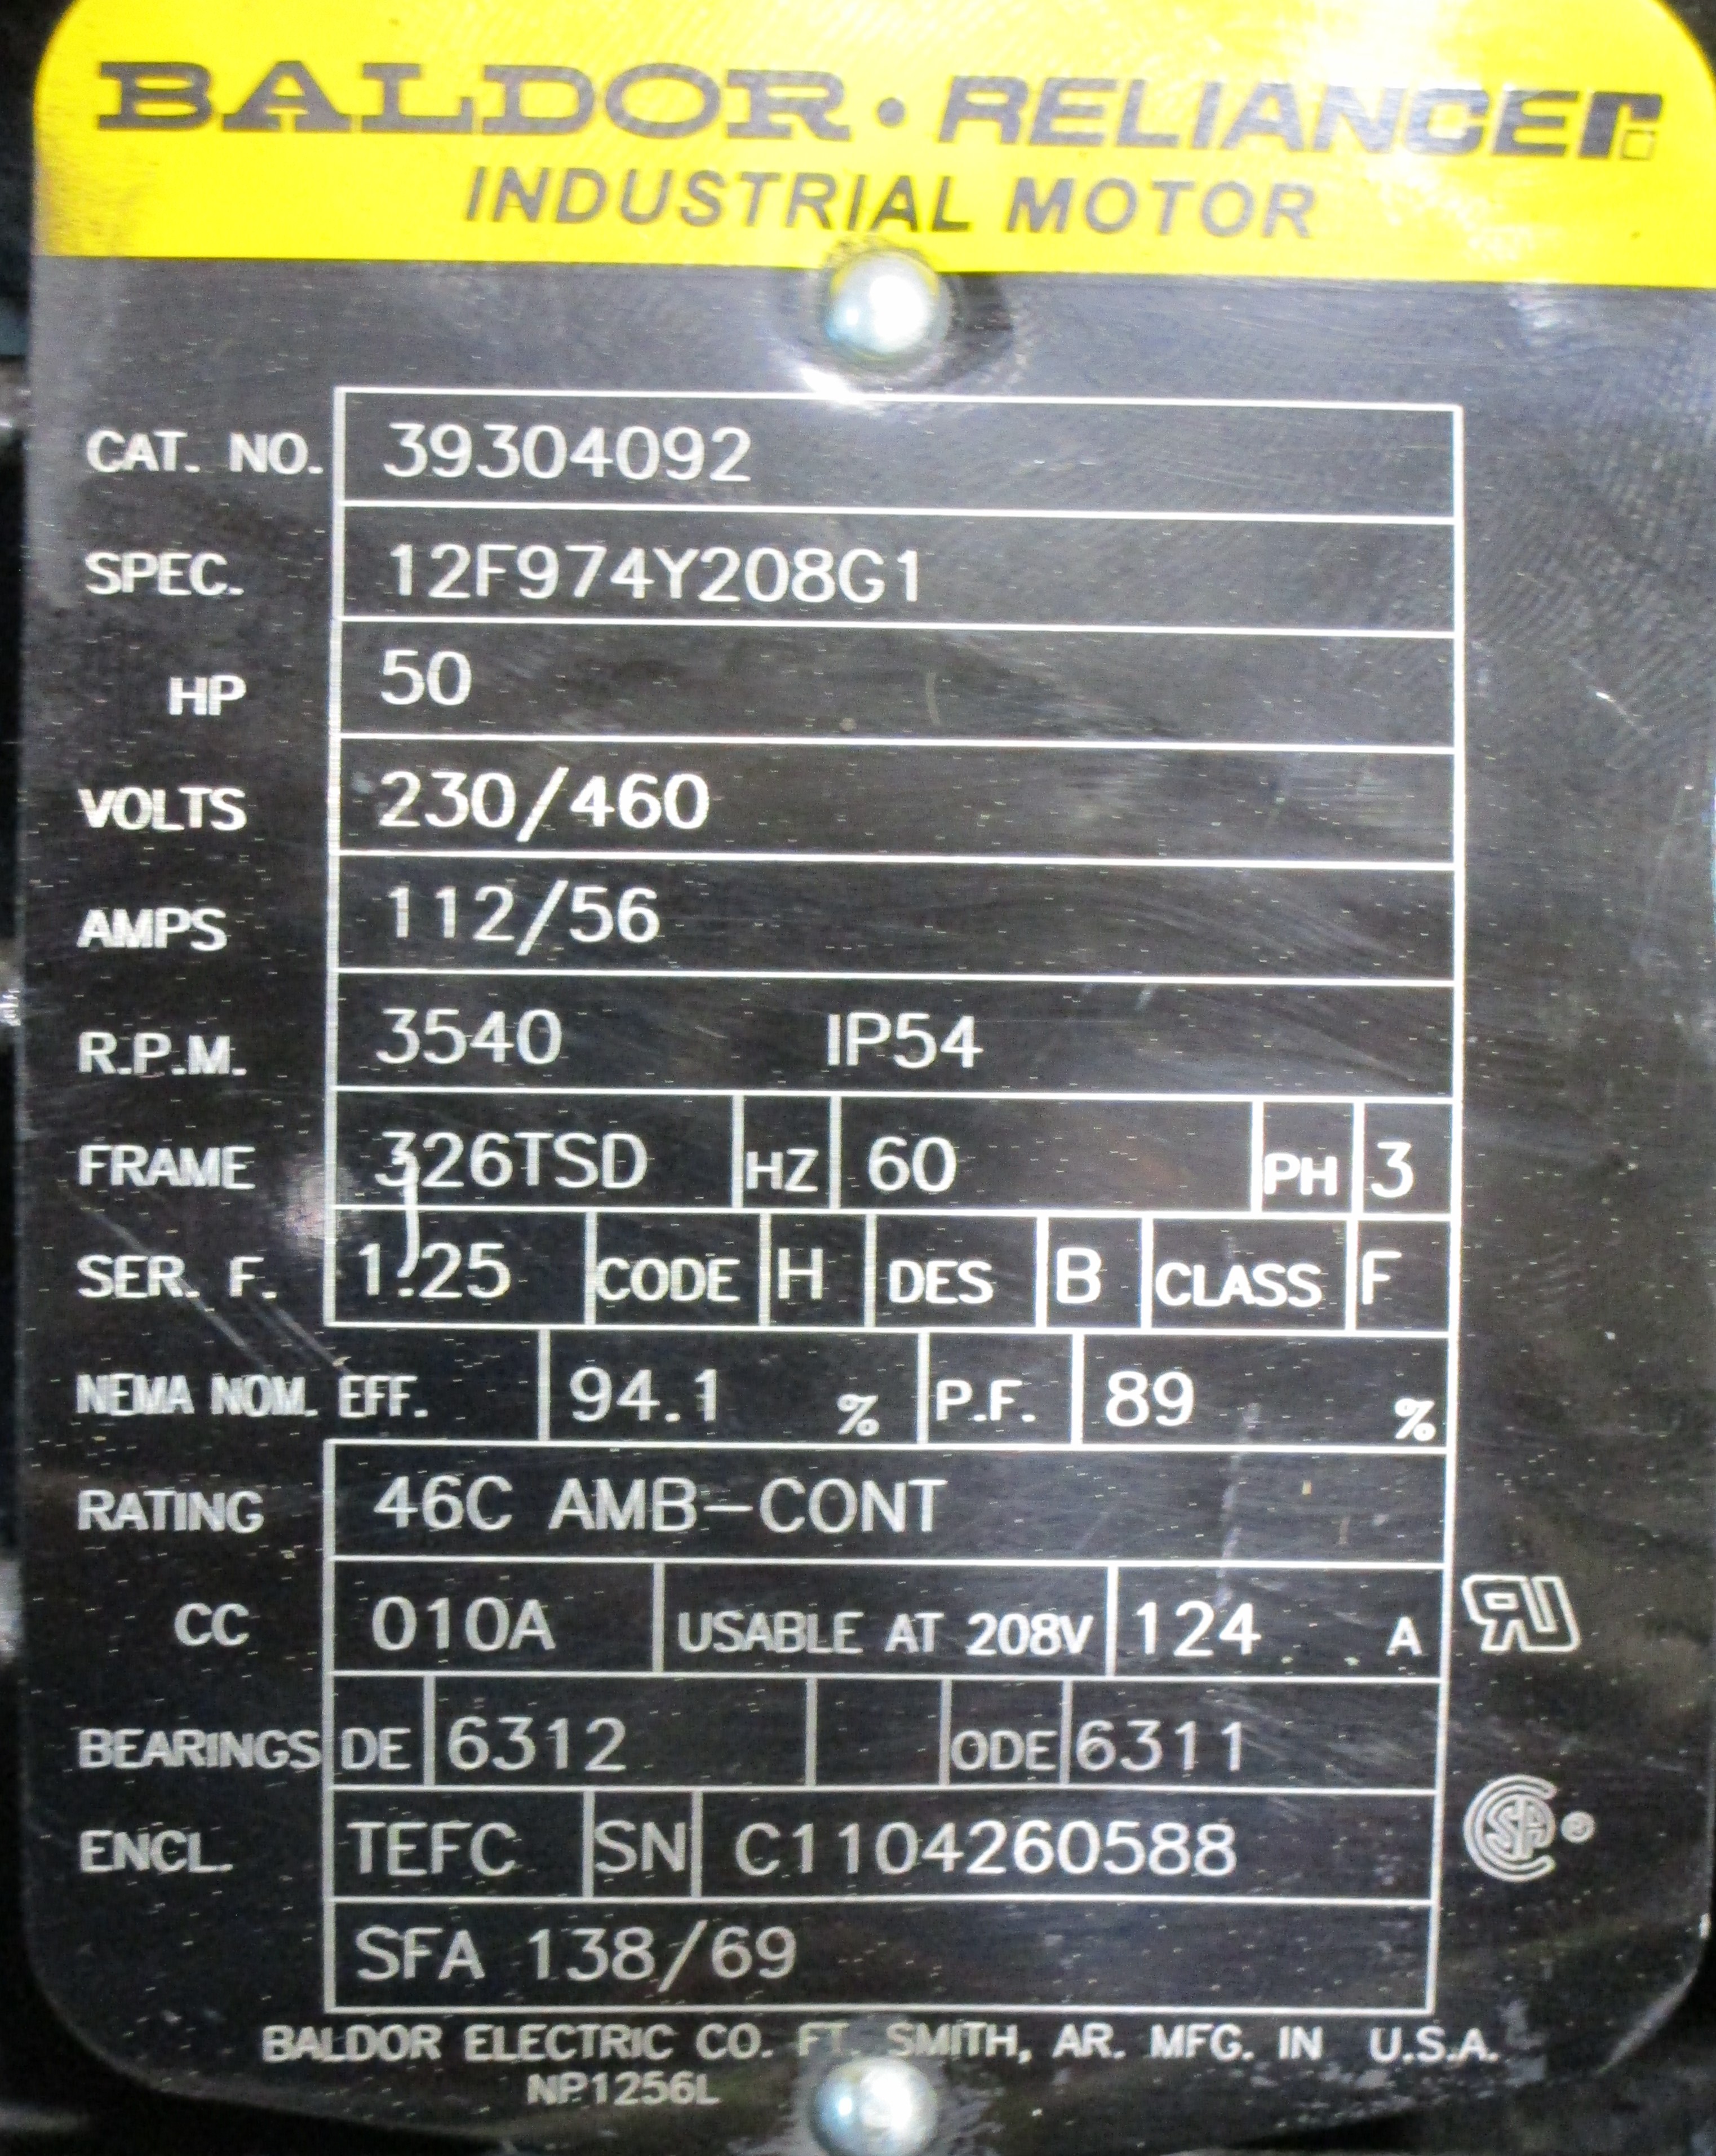 BALDOR • RELIANCER
INDUSTRIAL MOTOR
CAT. NO. 39304092
SPEC. 12F974Y208G1
HP 50
VOLTS 230/460
AMPS 112/56
R.P.M. 3540 IP54
FRAME 326TSD HZ 60 PH 3
SER. F. 1.25 CODE H DES B CLASS F
NEMA NOM. EFF. 94.1 % P.F. 89 %
RATING 46C AMB-CONT
CC 010A USABLE AT 208V 124 A
BEARINGS DE 6312 ODE 6311
ENCL. TEFC SN C1104260588
SFA 138/69
BALDOR ELECTRIC CO. FT. SMITH, AR. MFG. IN U.S.A.
NP1256L